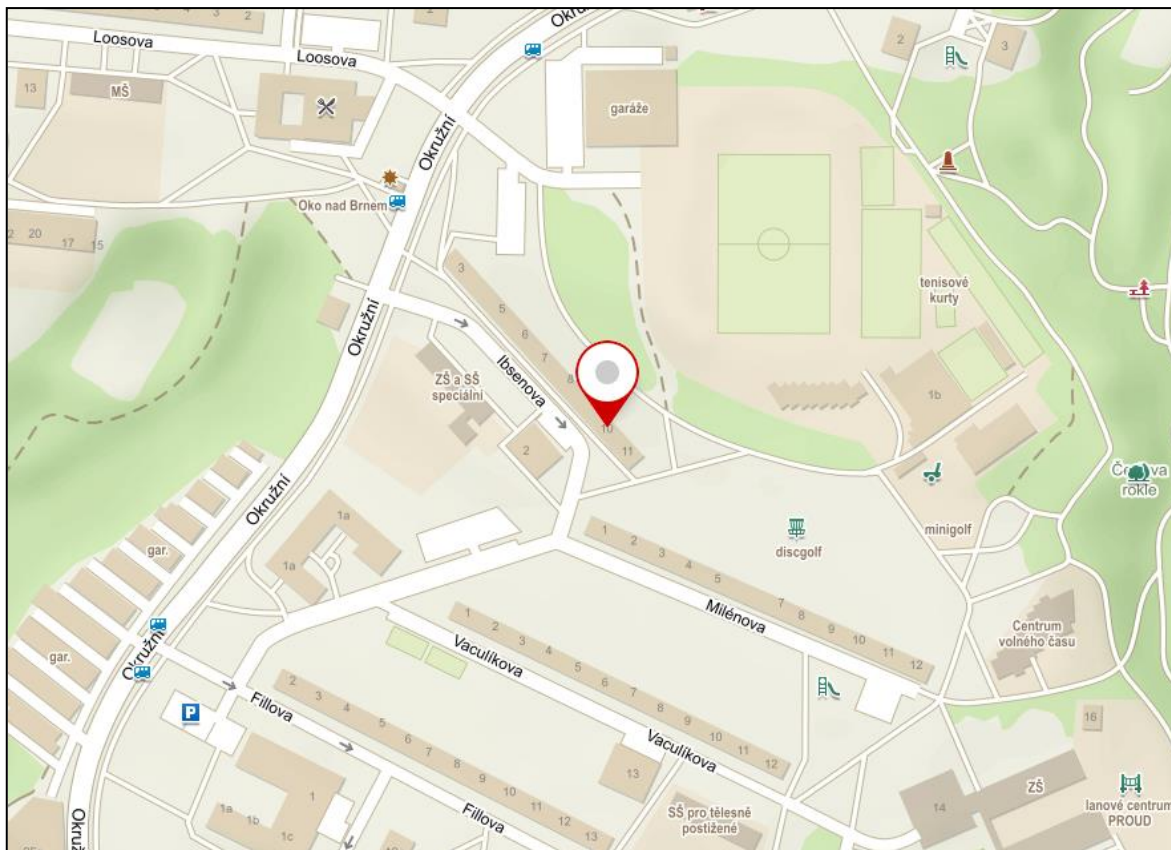 Loosova
Loosova
Okružní
2
2
3
13
MŠ
garáže
Okružní
Oko nad Brnem
2
20
17
15
3
5
6
7
8
10
11
Ibsenova
Okružní
ZŠ a SŠ
speciální
2
tenisové
kurty
1b
rokle
minigolf
discgolf
Okružní
1a
1a
gar.
gar.
1
2
3
4
5
7
8
9
10
11
12
Milénova
Centrum
volného času
1
2
3
4
5
6
7
8
9
10
11
12
Vaculíkova
Vaculíkova
13
Okružní
P
2
3
4
5
6
7
8
9
10
11
12
13
Fillova
Fillova
1
1a
1b
1c
SŠ pro tělesně
postižené
14
ZŠ
16
lanové centrum
PROUD